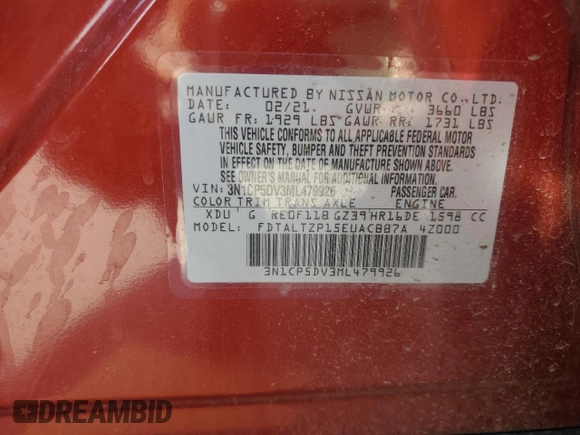 MANUFACTURED BY NISSAN MOTOR CO., LTD.
DATE: 02/21. GVWR 3660 LBS
GAWR FR: 1929 LBS GAWR RR: 1731 LBS
THIS VEHICLE CONFORMS TO ALL APPLICABLE FEDERAL MOTOR
VEHICLE SAFETY, BUMPER AND THEFT PREVENTION STANDARDS
IN EFFECT ON THE DATE OF MANUFACTURE SHOWN ABOVE.
SEE OWNER'S MANUAL FOR ADDITIONAL INFORMATION.
VIN: 3N1CP5DV3ML479926 PASSENGER CAR.
COLOR TRIM TRANS AXLE ENGINE
XDU G RE0F11B GZ39 HR16DE 1598 CC
MODEL: FDTALTZP15EUACBB7A 4Z000
3N1CP5DV3ML479926
DREAMBID